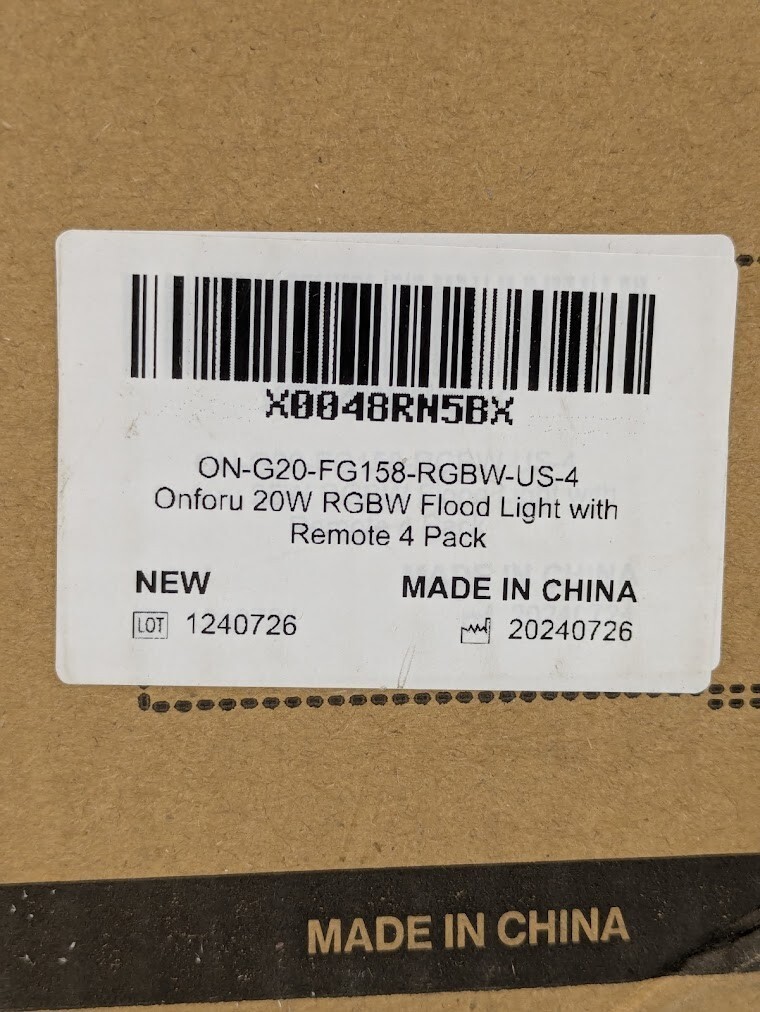 X0048RN5BX
ON-G20-FG158-RGBW-US-4
Onforu 20W RGBW Flood Light with
Remote 4 Pack
NEW MADE IN CHINA
LOT 1240726 20240726
MADE IN CHINA